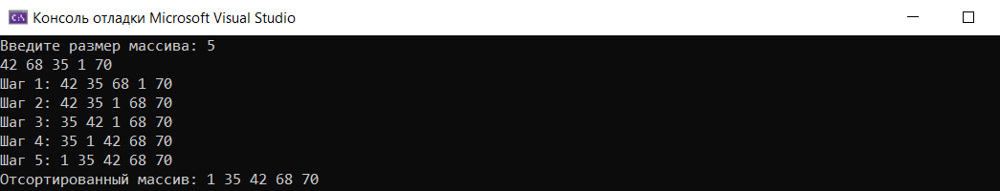 Консоль отладки Microsoft Visual Studio
Введите размер массива: 5
42 68 35 1 70
Шаг 1: 42 35 68 1 70
Шаг 2: 42 35 1 68 70
Шаг 3: 35 42 1 68 70
Шаг 4: 35 1 42 68 70
Шаг 5: 1 35 42 68 70
Отсортированный массив: 1 35 42 68 70